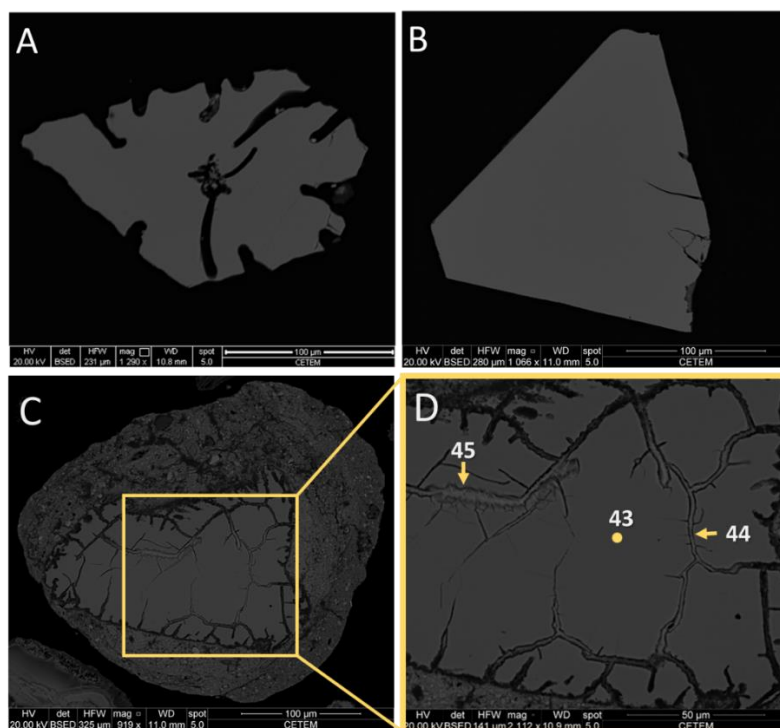 A
B
HV det HFW mag WD spot 100 µm
20.00 kV BSED 231 µm 1 290 x 10.8 mm 5.0 CETEM
HV det HFW mag WD spot 100 µm
20.00 kV BSED 280 µm 1 066 x 11.0 mm 5.0 CETEM
C
D
45
43
44
HV det HFW mag WD spot 100 µm
20.00 kV BSED 325 µm 919 x 11.0 mm 5.0 CETEM
HV det HFW mag WD spot 50 µm
20.00 kV BSED 141 µm 2 112 x 10.9 mm 5.0 CETEM